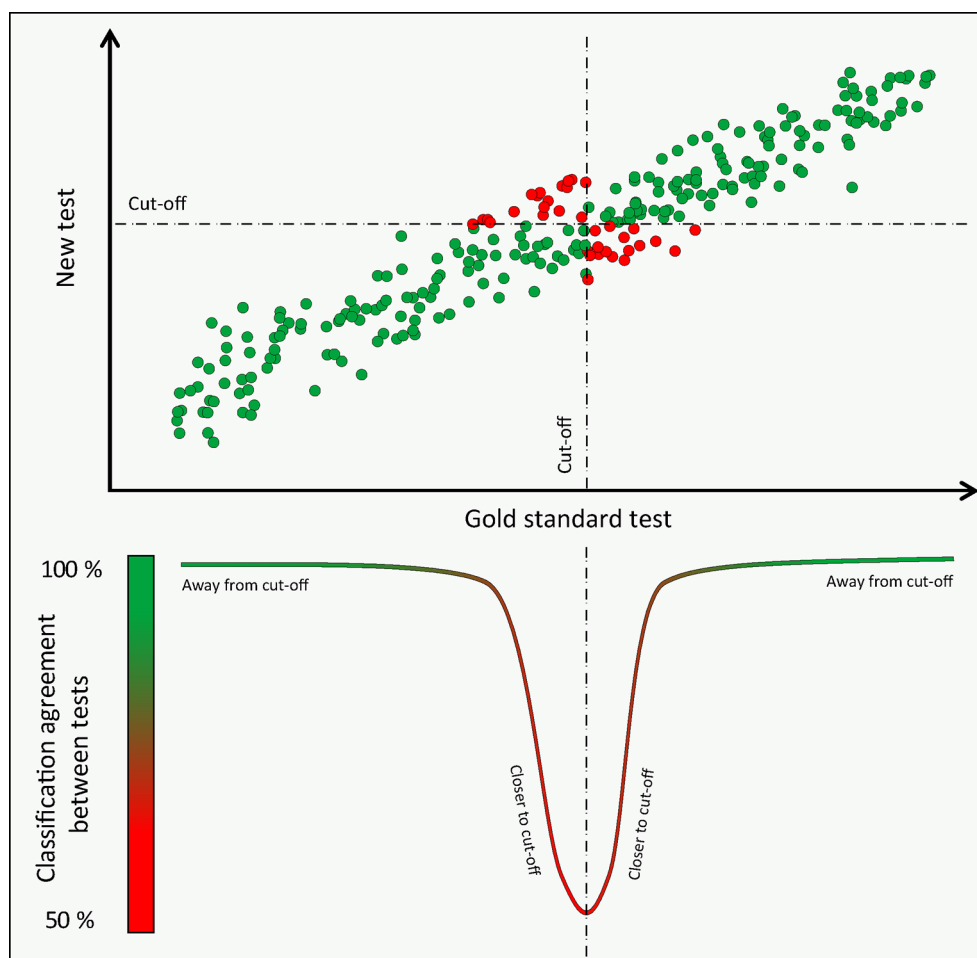 Cut-off
New test
Cut-off
Gold standard test
100 %
Away from cut-off
Away from cut-off
Classification agreement
between tests
Closer to cut-off
Closer to cut-off
50 %